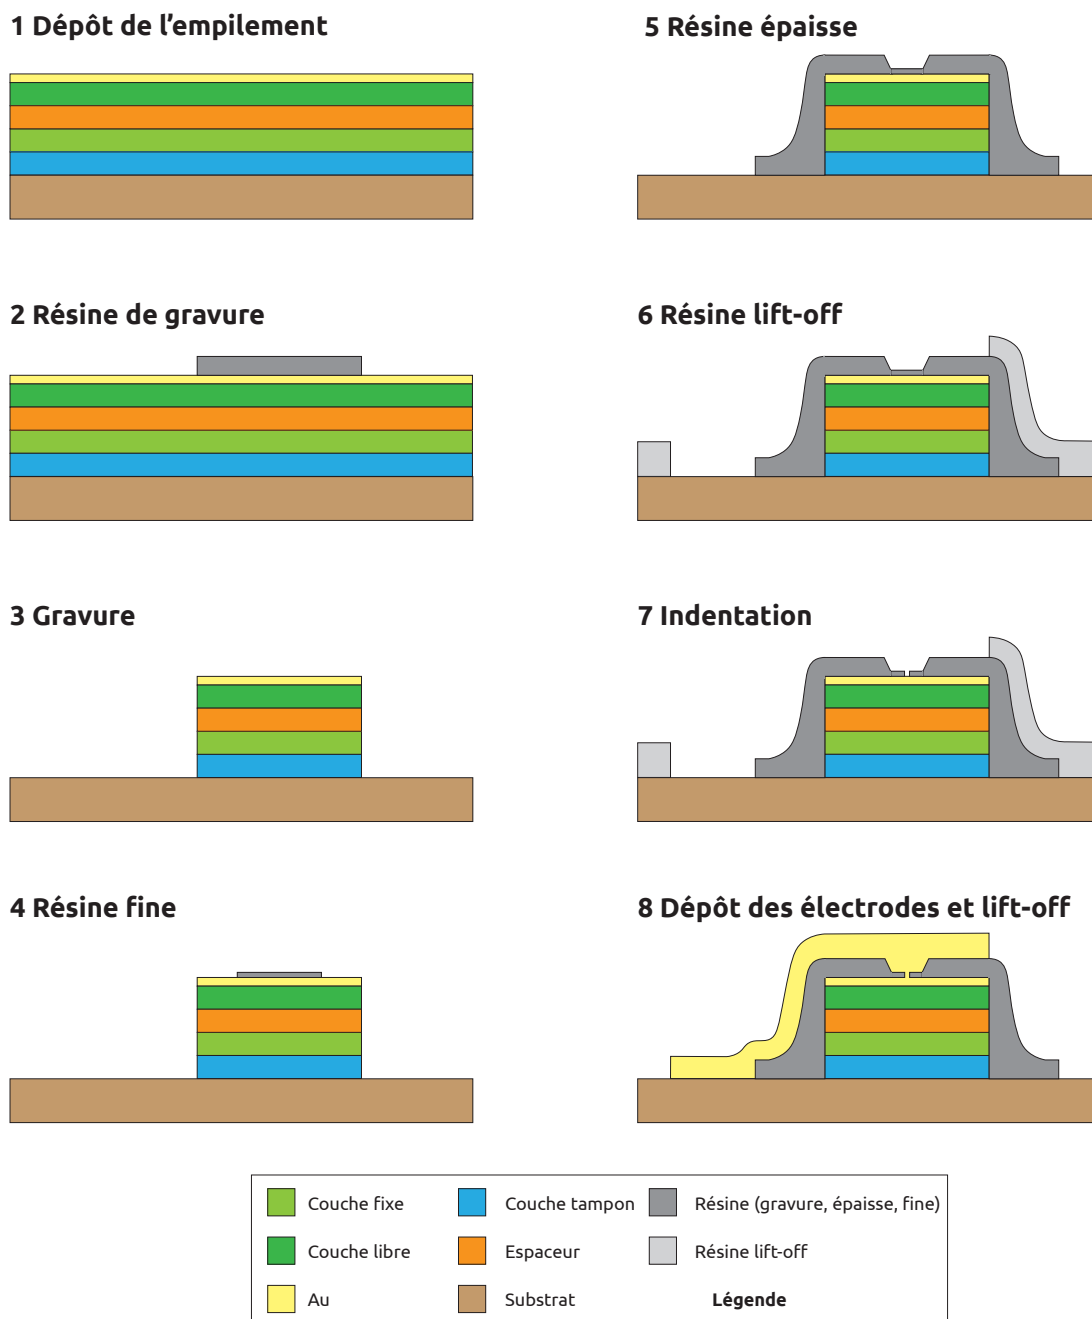 1 Dépôt de l’empilement
2 Résine de gravure
3 Gravure
4 Résine fine
5 Résine épaisse
6 Résine lift-off
7 Indentation
8 Dépôt des électrodes et lift-off
Couche fixe
Couche tampon
Résine (gravure, épaisse, fine)
Couche libre
Espaceur
Résine lift-off
Au
Substrat
Légende